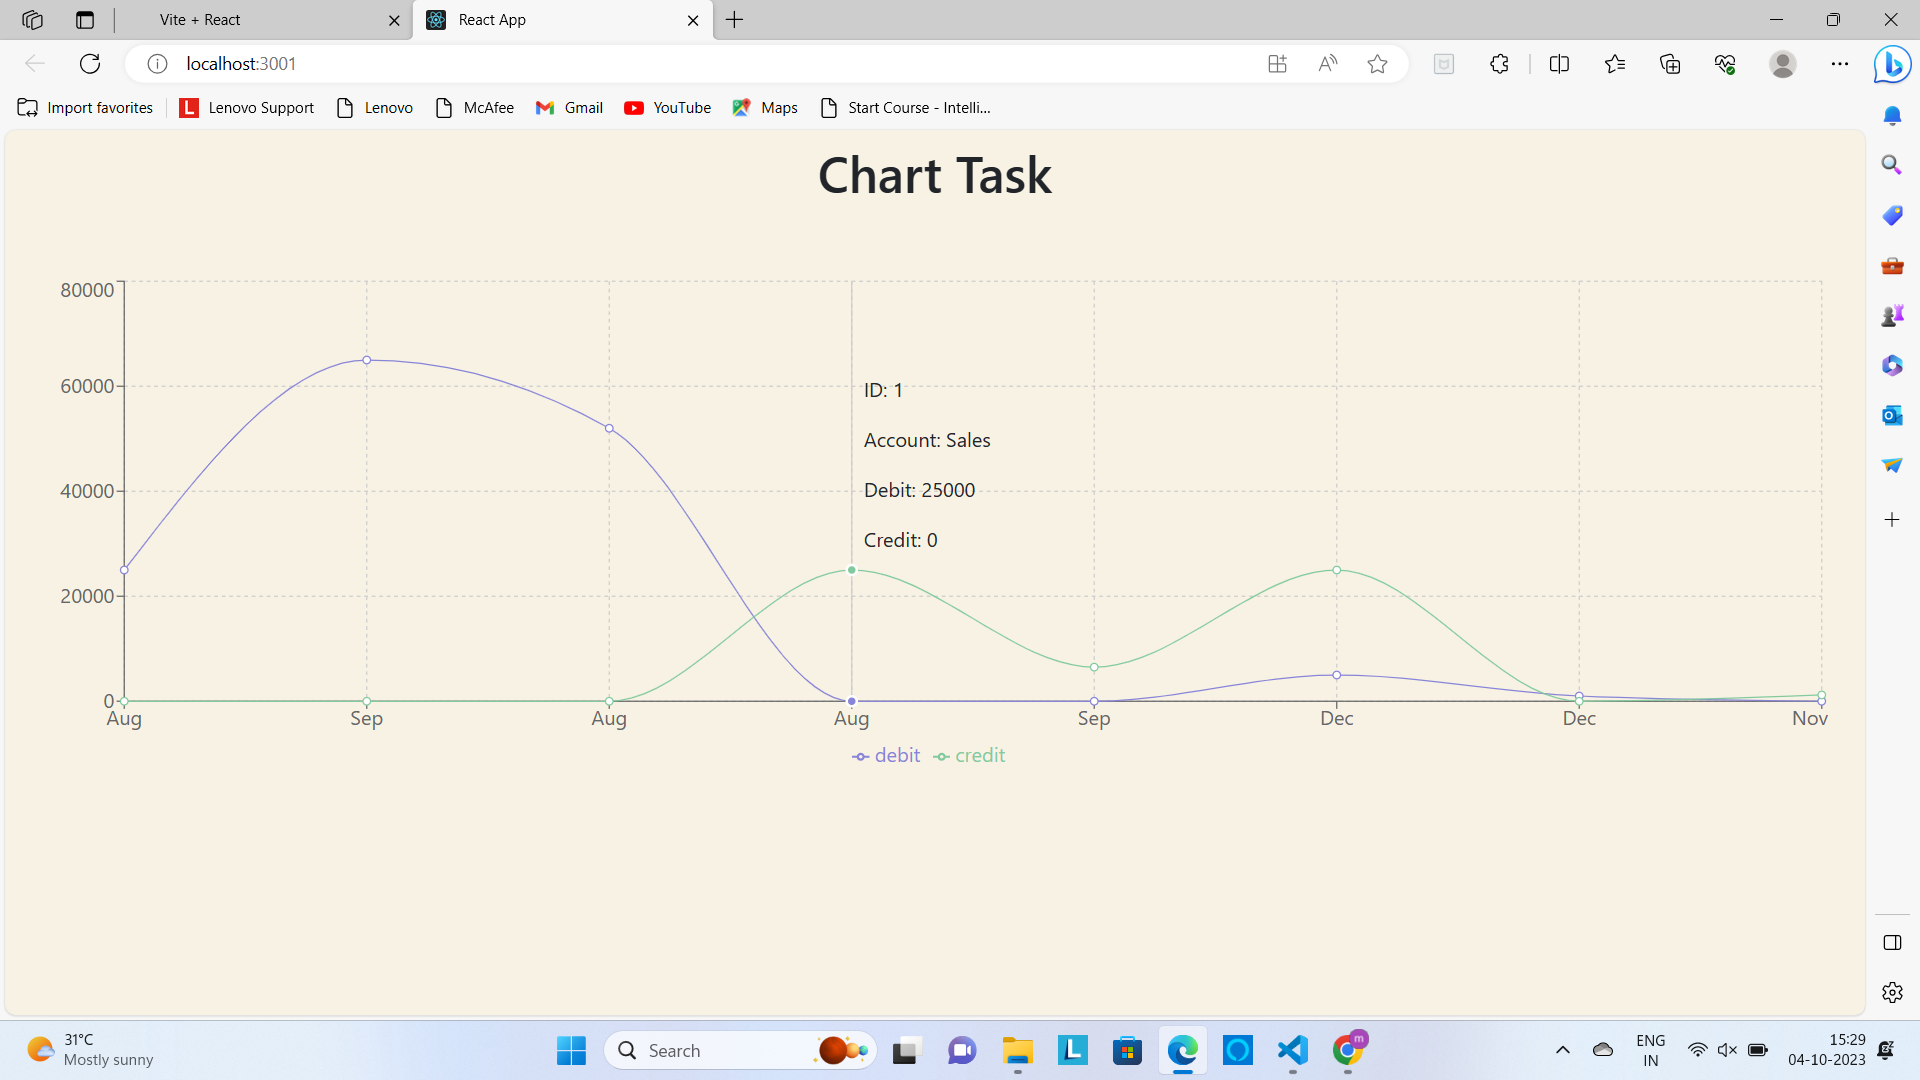 Vite + React
React App
localhost:3001
Import favorites
L Lenovo Support
Lenovo
McAfee
Gmail
YouTube
Maps
Start Course - Intelli...
Chart Task
80000
60000
40000
20000
0
ID: 1
Account: Sales
Debit: 25000
Credit: 0
Aug Sep Aug Aug Sep Dec Dec Nov
debit credit
31°C
Mostly sunny
Search
L
m
ENG
IN
15:29
04-10-2023